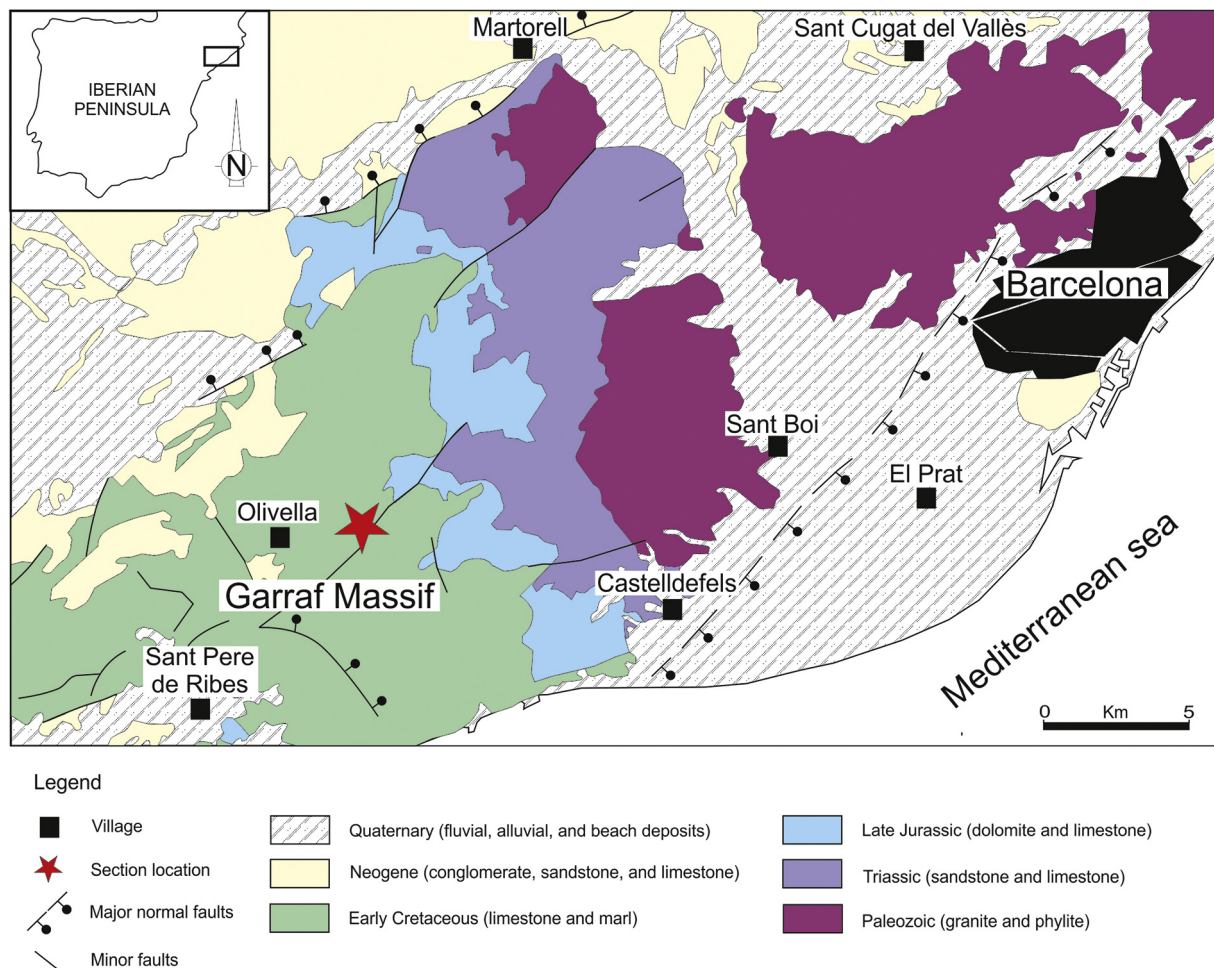 IBERIAN
PENINSULA
N
Martorell
Sant Cugat del Vallès
Barcelona
Sant Boi
El Prat
Olivella
Garraf Massif
Castelldefels
Sant Pere
de Ribes
Mediterranean sea
0 Km 5
Legend
Village
Section location
Major normal faults
Minor faults
Quaternary (fluvial, alluvial, and beach deposits)
Neogene (conglomerate, sandstone, and limestone)
Early Cretaceous (limestone and marl)
Late Jurassic (dolomite and limestone)
Triassic (sandstone and limestone)
Paleozoic (granite and phylite)